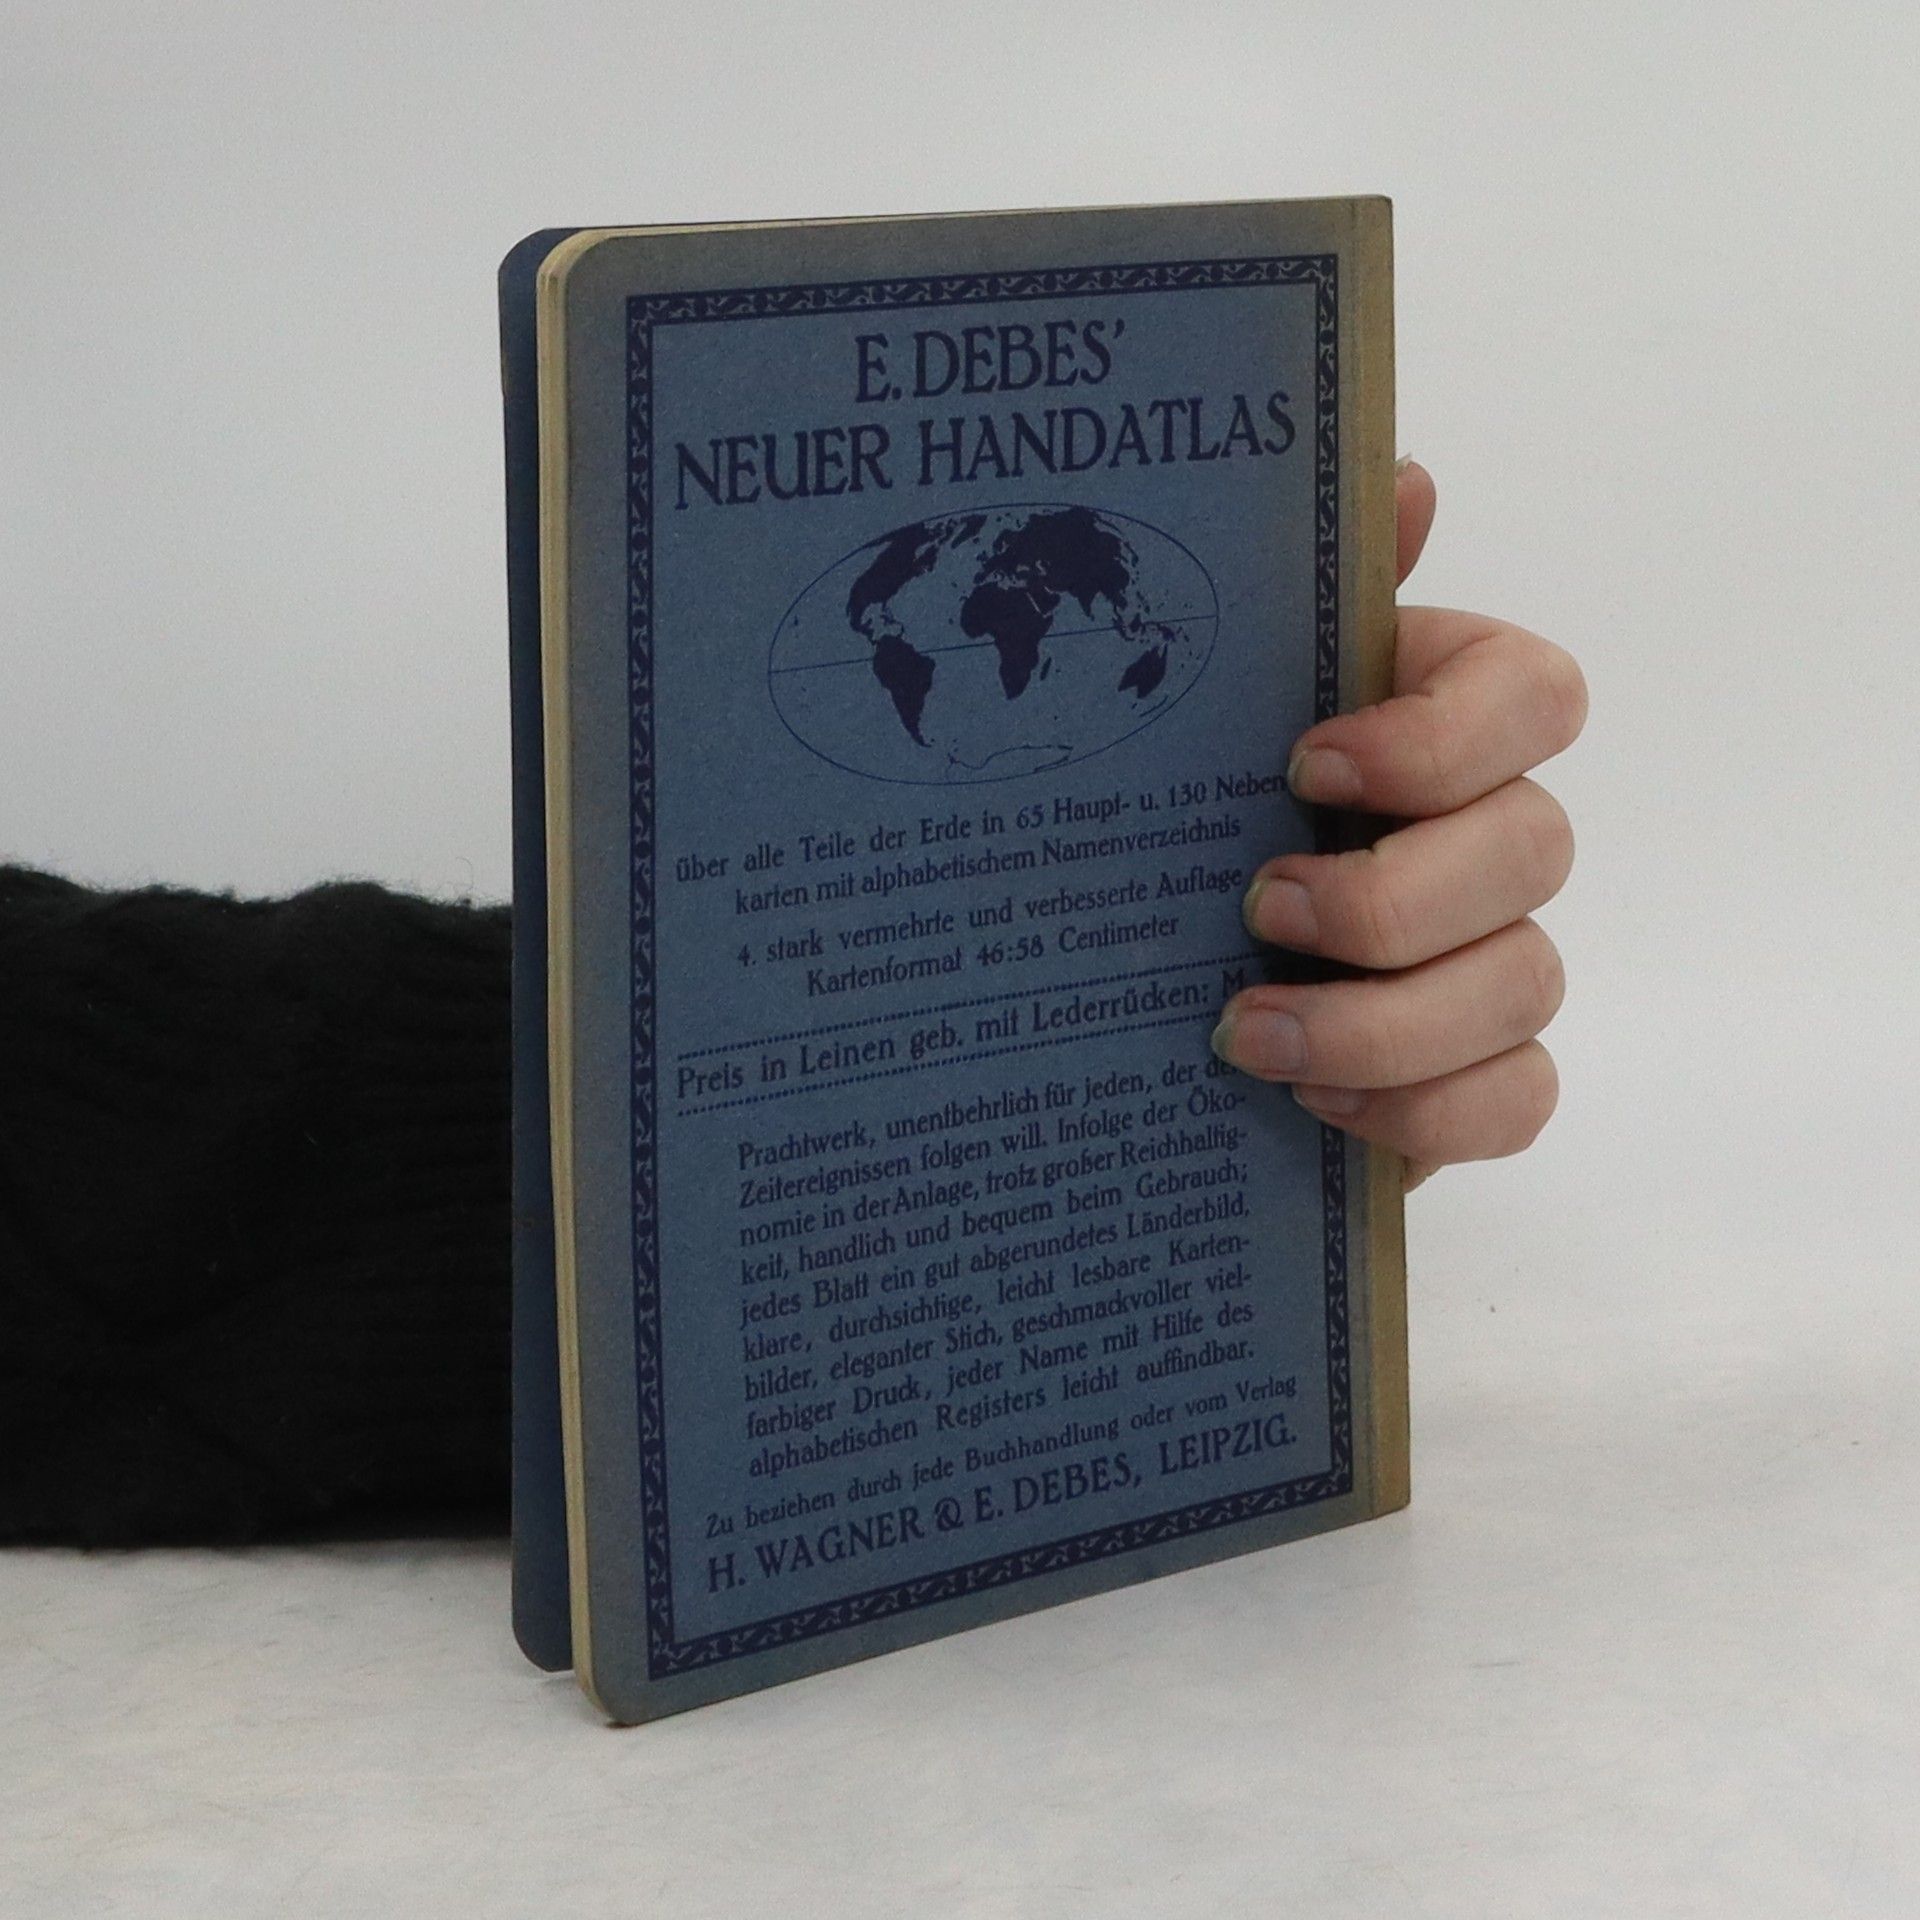 E. DEBES'
NEUER HANDATLAS
über alle Teile der Erde in 65 Haupt- u. 130 Neben
karten mit alphabetischem Namenverzeichnis
4. stark vermehrte und verbesserte Auflage
Kartenformat 46:58 Centimeter
Preis in Leinen geb. mit Lederrücken: M
Prachtwerk, unentbehrlich für jeden, der
Zeitereignissen folgen will. Infolge der Öko-
nomie in der Anlage, trotz großer Reichhaltig-
keit, handlich und bequem beim Gebrauch;
jedes Blatt ein gut abgerundetes Länderbild,
klare, durchsichtige, leicht lesbare Karten-
bilder, eleganter Stich, geschmackvoller viel-
farbiger Druck, jeder Name mit Hilfe des
alphabetischen Registers leicht auffindbar.
Zu beziehen durch jede Buchhandlung oder vom Verlag
H. WAGNER & E. DEBES, LEIPZIG.